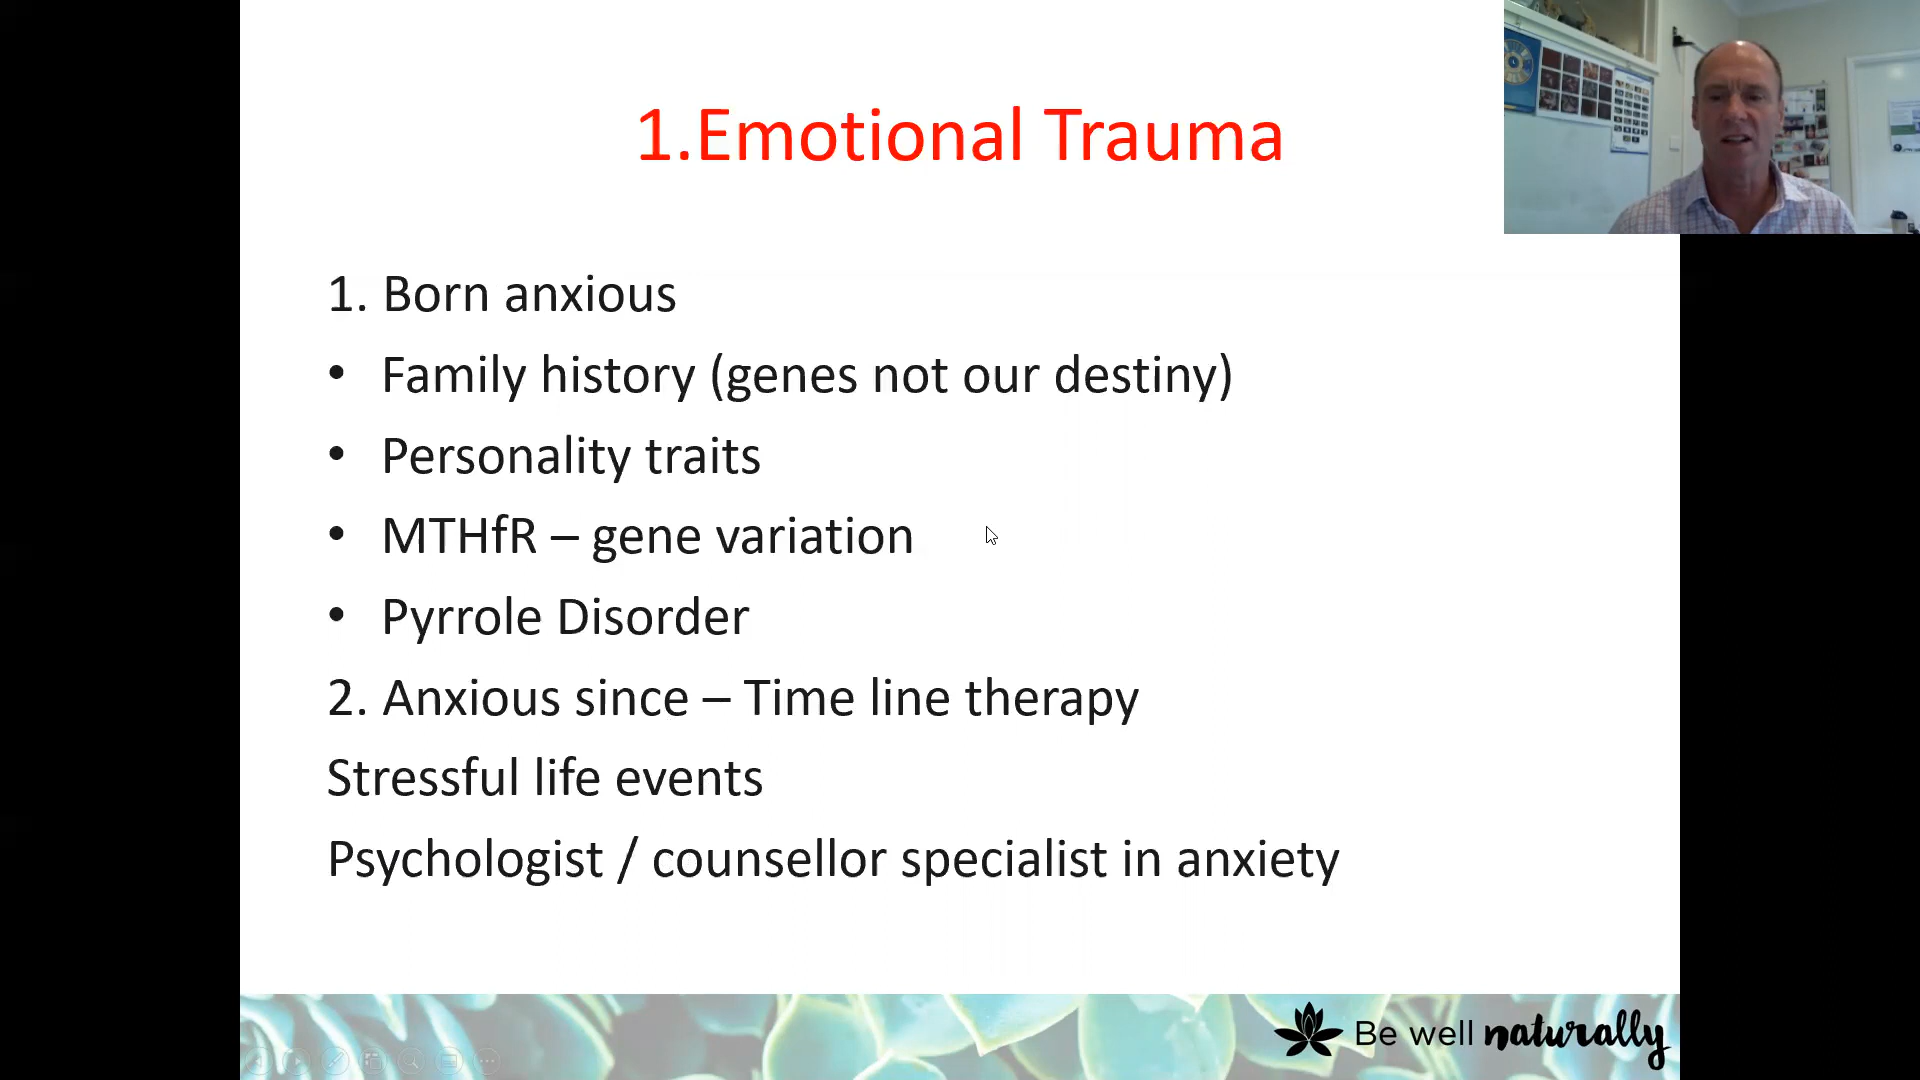 1.Emotional Trauma
1. Born anxious
• Family history (genes not our destiny)
• Personality traits
• MTHfR – gene variation
• Pyrrole Disorder
2. Anxious since – Time line therapy
Stressful life events
Psychologist / counsellor specialist in anxiety
Be well naturally